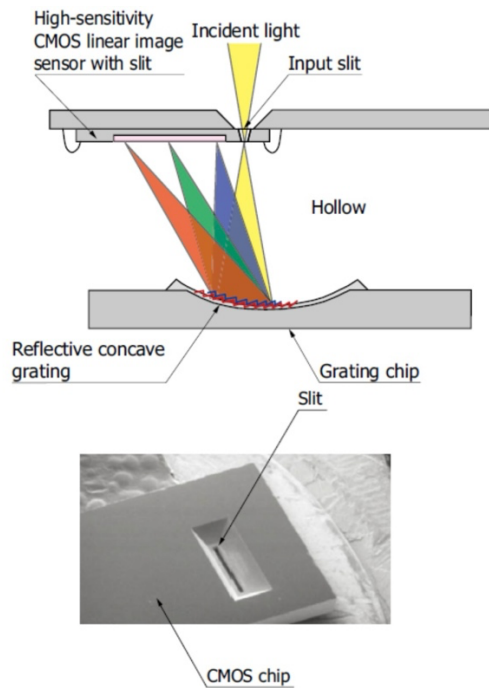 High-sensitivity
CMOS linear image
sensor with slit
Incident light
Input slit
Hollow
Reflective concave
grating
Grating chip
Slit
CMOS chip